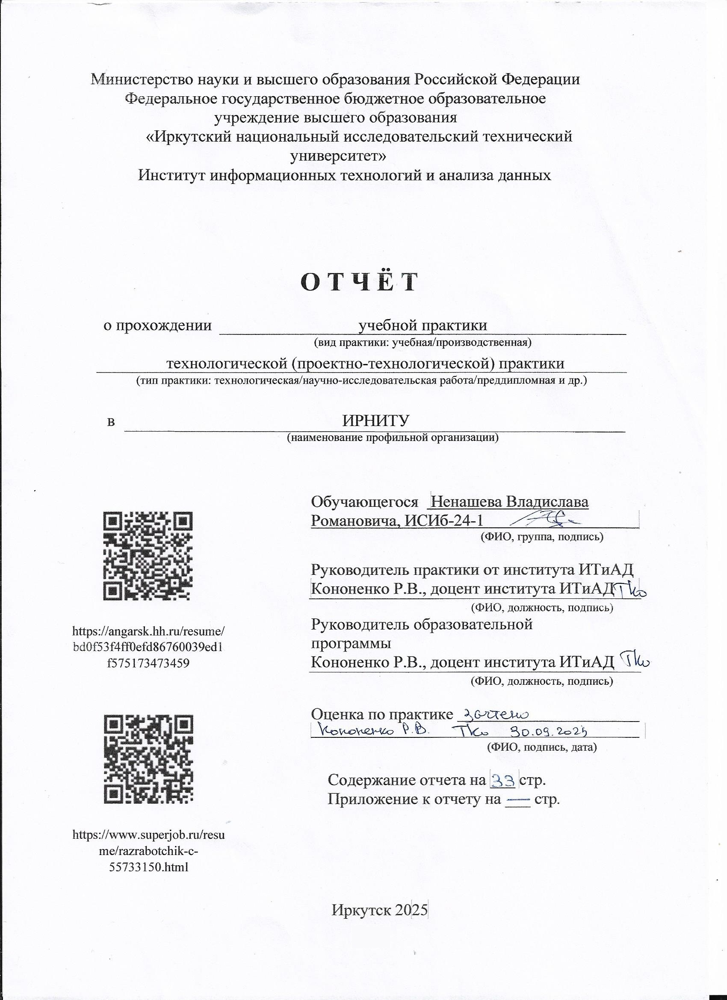 Министерство науки и высшего образования Российской Федерации
Федеральное государственное бюджетное образовательное
учреждение высшего образования
«Иркутский национальный исследовательский технический
университет»
Институт информационных технологий и анализа данных
ОТЧЁТ
о прохождении учебной практики
(вид практики: учебная/производственная)
технологической (проектно-технологической) практики
(тип практики: технологическая/научно-исследовательская работа/преддипломная и др.)
в ИРНИТУ
(наименование профильной организации)
Обучающегося Ненашева Владислава
Романовича, ИСИб-24-1
(ФИО, группа, подпись)
Руководитель практики от института ИТиАД
Кононенко Р.В., доцент института ИТиАД
(ФИО, должность, подпись)
Руководитель образовательной
программы
Кононенко Р.В., доцент института ИТиАД
(ФИО, должность, подпись)
Оценка по практике зачтено
Кононенко Р.В. 30.09.2025
(ФИО, подпись, дата)
Содержание отчета на 33 стр.
Приложение к отчету на — стр.
https://angarsk.hh.ru/resume/
bd0f53f4ff0efd86760039ed1
f575173473459
https://www.superjob.ru/resu
me/razrabotchik-c-
55733150.html
Иркутск 2025